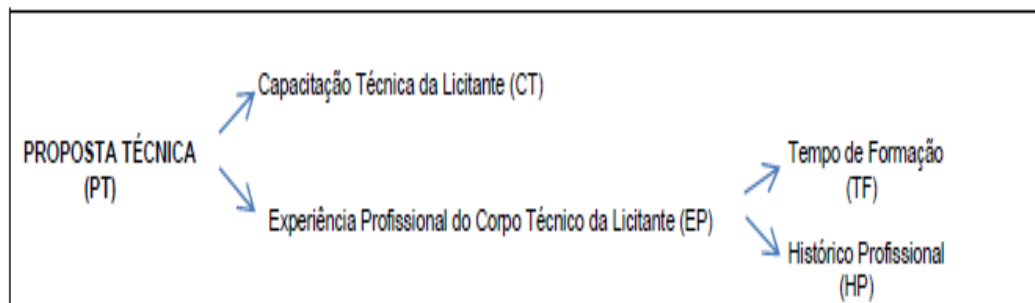 Capacitação Técnica da Licitante (CT)
PROPOSTA TÉCNICA
(PT)
Experiência Profissional do Corpo Técnico da Licitante (EP)
Tempo de Formação
(TF)
Histórico Profissional
(HP)